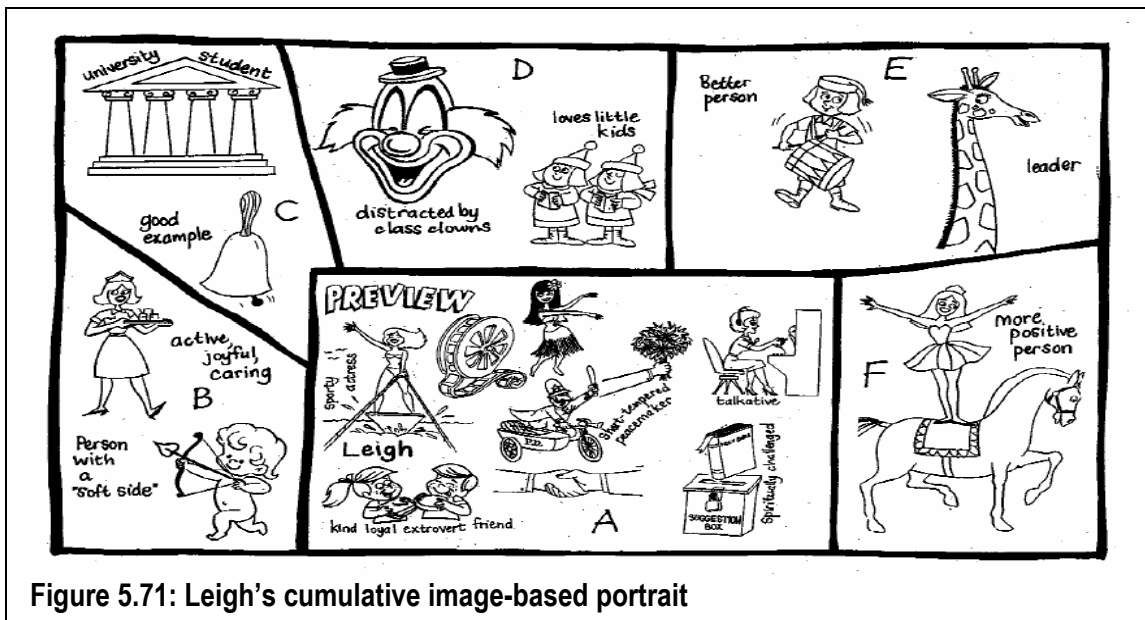 university student
C
good
example
D
distracted by
class clowns
loves little
kids
E
Better
person
leader
active,
joyful,
caring
B
Person
with
a
"soft side"
PREVIEW
sporty actress
Leigh
kind loyal extrovert friend
short-tempered
peacemaker
talkative
Spiritually challenged
SUGGESTION
BOX
A
F
more
positive
person
Figure 5.71: Leigh's cumulative image-based portrait